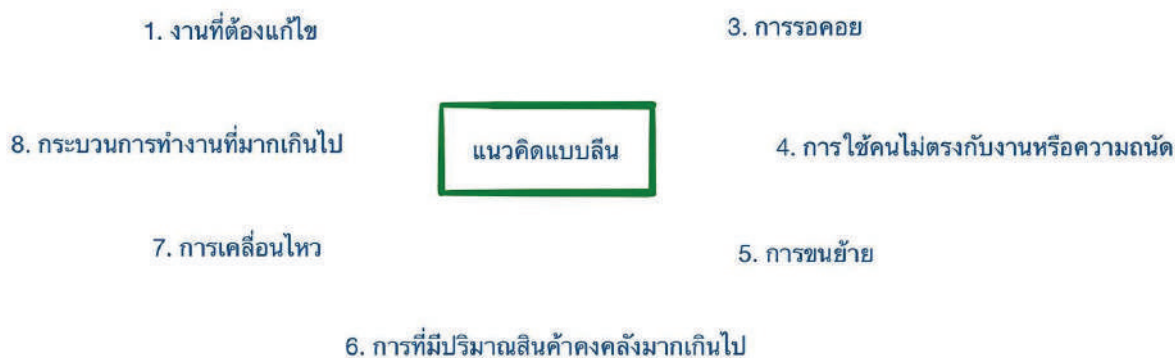 1. งานที่ต้องแก้ไข
3. การรอคอย
8. กระบวนการทำงานที่มากเกินไป
แนวคิดแบบลีน
4. การใช้คนไม่ตรงกับงานหรือความถนัด
7. การเคลื่อนไหว
5. การขนย้าย
6. การที่มีปริมาณสินค้าคงคลังมากเกินไป